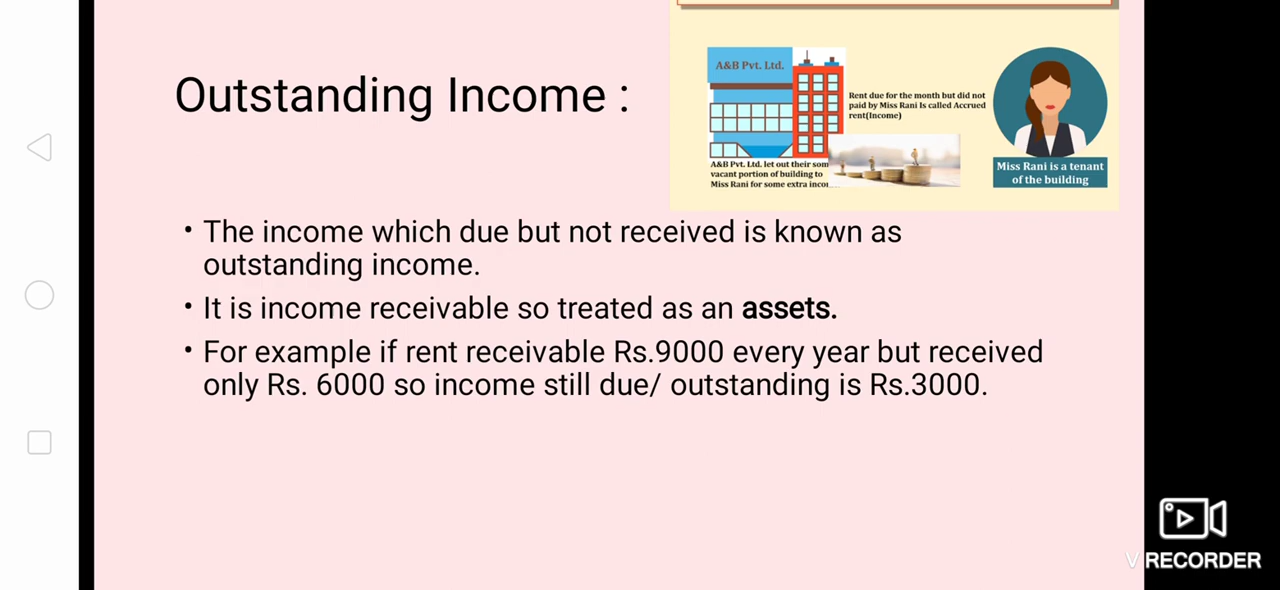 Outstanding Income :
A&B Pvt. Ltd.
Rent due for the month but did not
paid by Miss Rani Is called Accrued
rent(Income)
A&B Pvt. Ltd. let out their som
vacant portion of building to
Miss Rani for some extra incor
Miss Rani is a tenant
of the building
• The income which due but not received is known as
outstanding income.
• It is income receivable so treated as an assets.
• For example if rent receivable Rs.9000 every year but received
only Rs. 6000 so income still due/ outstanding is Rs.3000.
V RECORDER